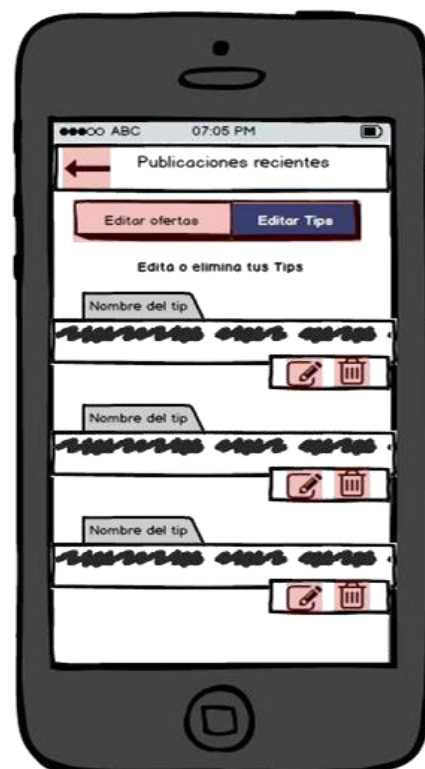 ABC 07:05 PM
Publicaciones recientes
Editar ofertas Editar Tips
Edita o elimina tus Tips
Nombre del tip
Nombre del tip
Nombre del tip